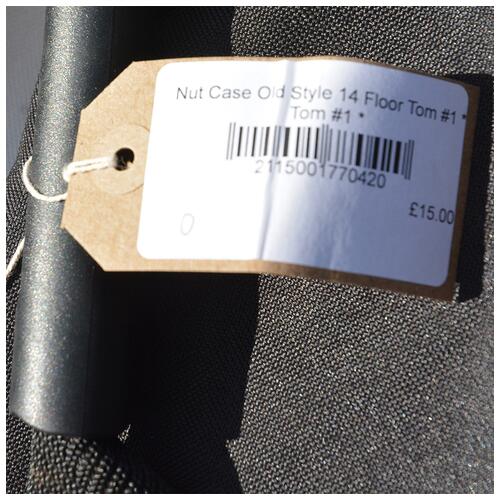 Nut Case Old Style 14 Floor Tom #1 *
Tom #1 *
2115001770420
£15.00
0